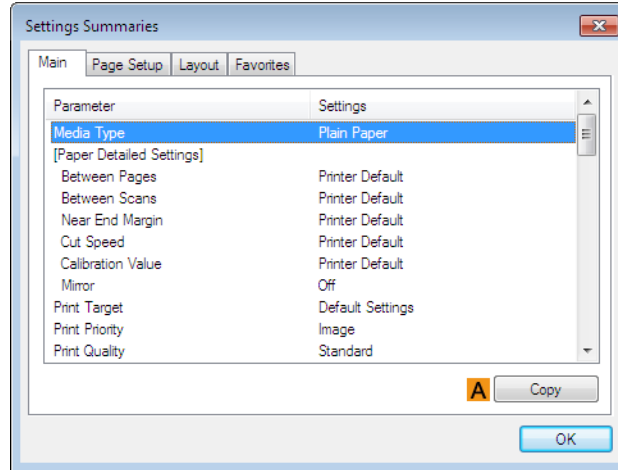 Settings Summaries
Main Page Setup Layout Favorites
Parameter Settings
Media Type Plain Paper
[Paper Detailed Settings]
Between Pages Printer Default
Between Scans Printer Default
Near End Margin Printer Default
Cut Speed Printer Default
Calibration Value Printer Default
Mirror Off
Print Target Default Settings
Print Priority Image
Print Quality Standard
A Copy
OK